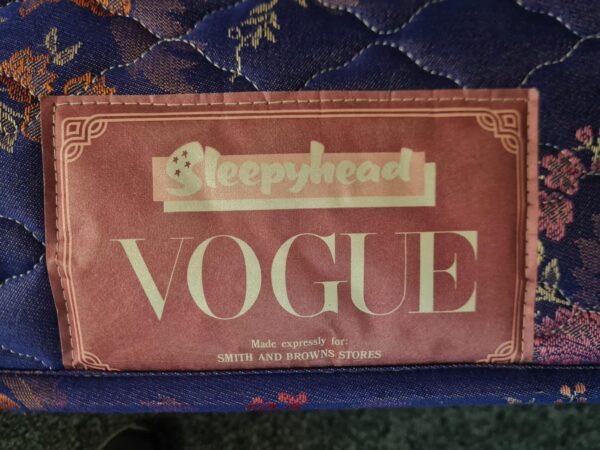 Sleepyhead
VOGUE
Made expressly for:
SMITH AND BROWNS STORES